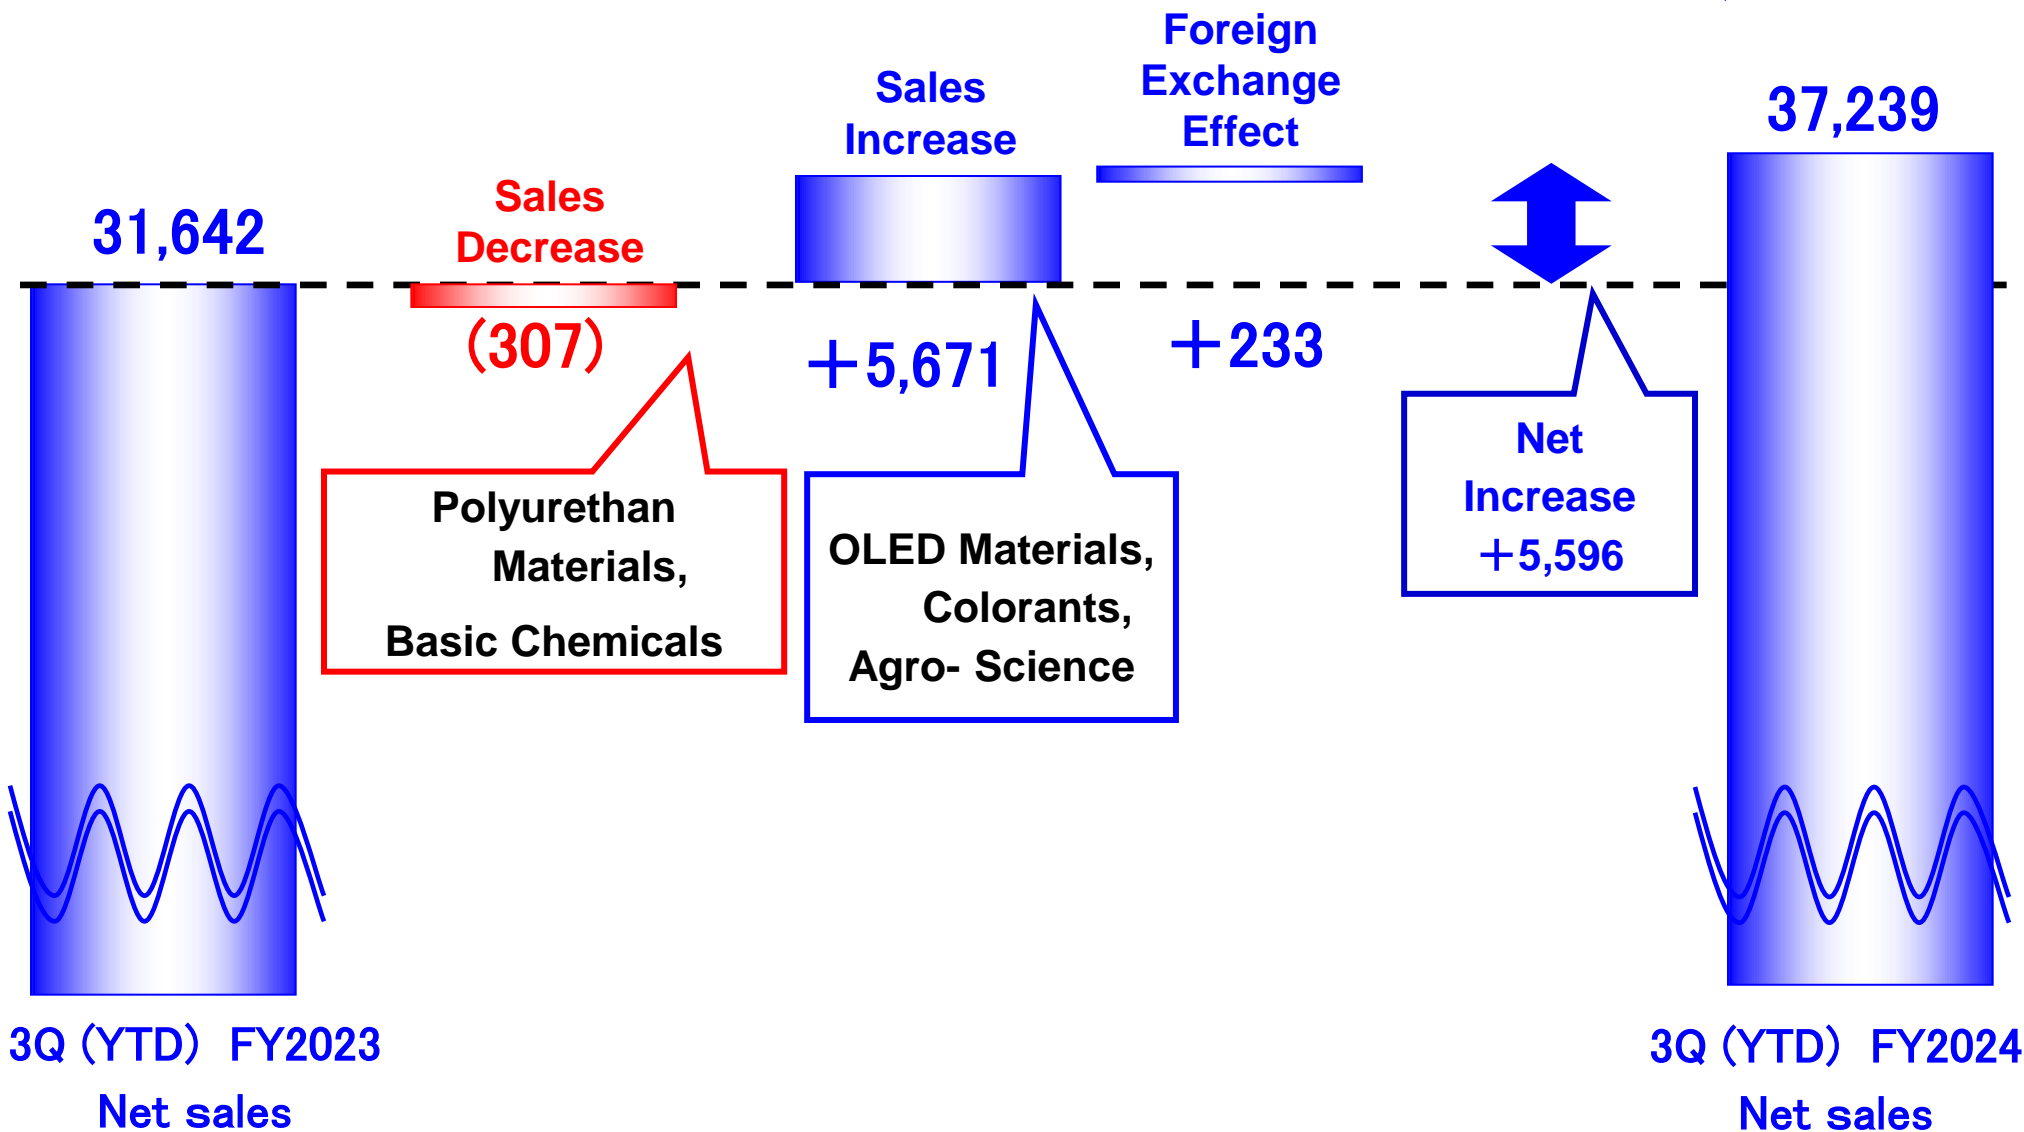 31,642
Sales
Decrease
(307)
Polyurethan
Materials,
Basic Chemicals
Sales
Increase
＋5,671
OLED Materials,
Colorants,
Agro- Science
Foreign
Exchange
Effect
＋233
Net
Increase
＋5,596
37,239
3Q (YTD) FY2023
Net sales
3Q (YTD) FY2024
Net sales